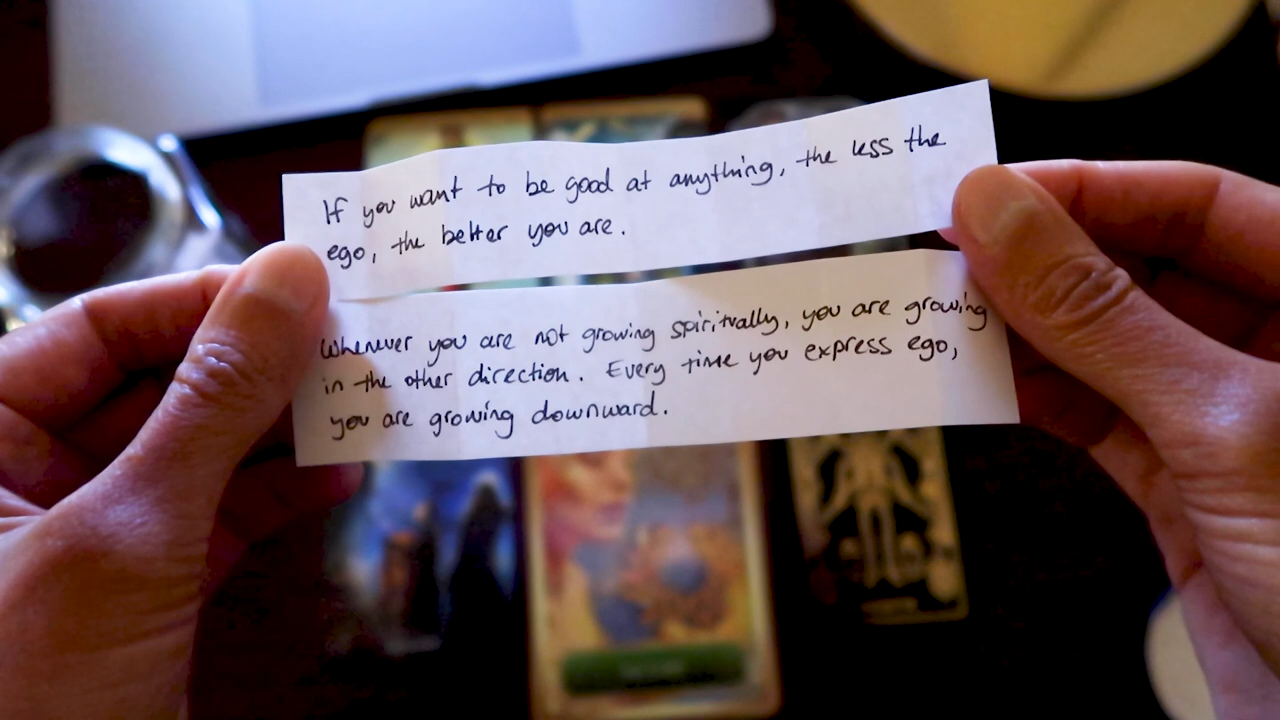 If you want to be good at anything, the less the
ego, the better you are.
Whenever you are not growing spiritually, you are growing
in the other direction. Every time you express ego,
you are growing downward.